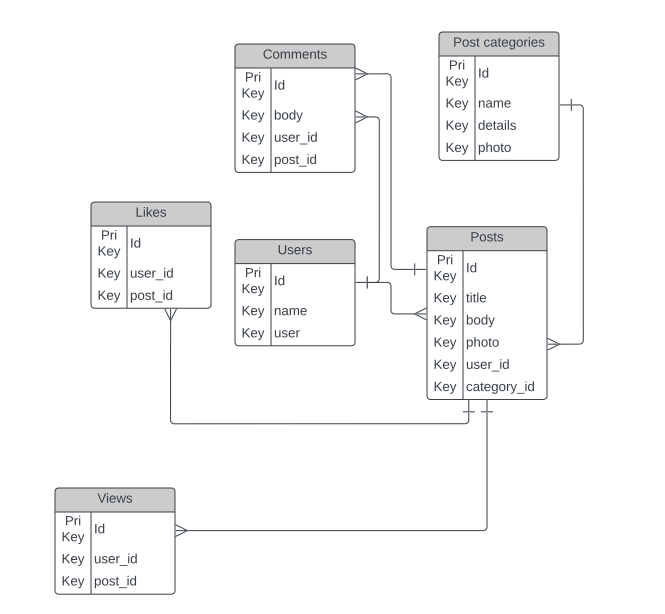 Comments
Pri
Key
Id
Key body
Key user_id
Key post_id
Post categories
Pri
Key
Id
Key name
Key details
Key photo
Likes
Pri
Key
Id
Key user_id
Key post_id
Users
Pri
Key
Id
Key name
Key user
Posts
Pri
Key
Id
Key title
Key body
Key photo
Key user_id
Key category_id
Views
Pri
Key
Id
Key user_id
Key post_id